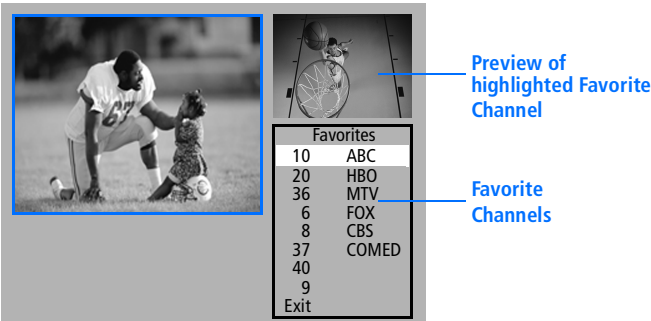 Preview of
highlighted Favorite
Channel
Favorites
10 ABC
20 HBO
36 MTV
6 FOX
8 CBS
37 COMED
40
9
Exit
Favorite
Channels
67